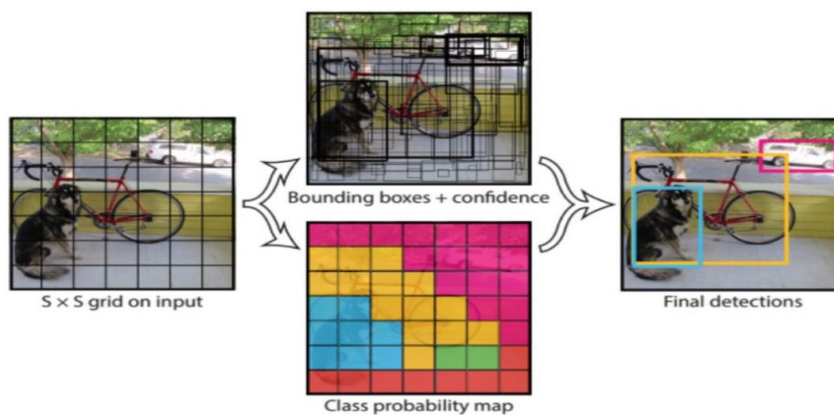 S × S grid on input
Bounding boxes + confidence
Class probability map
Final detections